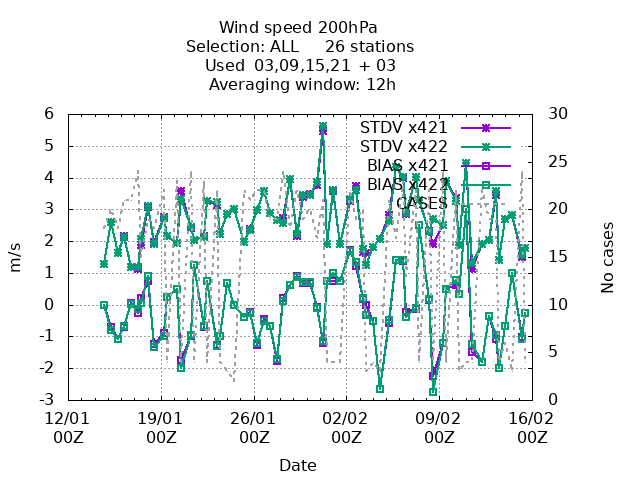 Wind speed 200hPa
Selection: ALL     26 stations
Used  03,09,15,21 + 03
Averaging window: 12h
STDV x421
STDV x422
BIAS x421
BIAS x422
CASES
6
5
4
3
2
1
0
-1
-2
-3
m/s
30
25
20
15
10
5
0
No cases
12/01 19/01 26/01 02/02 09/02 16/02
00Z 00Z 00Z 00Z 00Z 00Z
Date